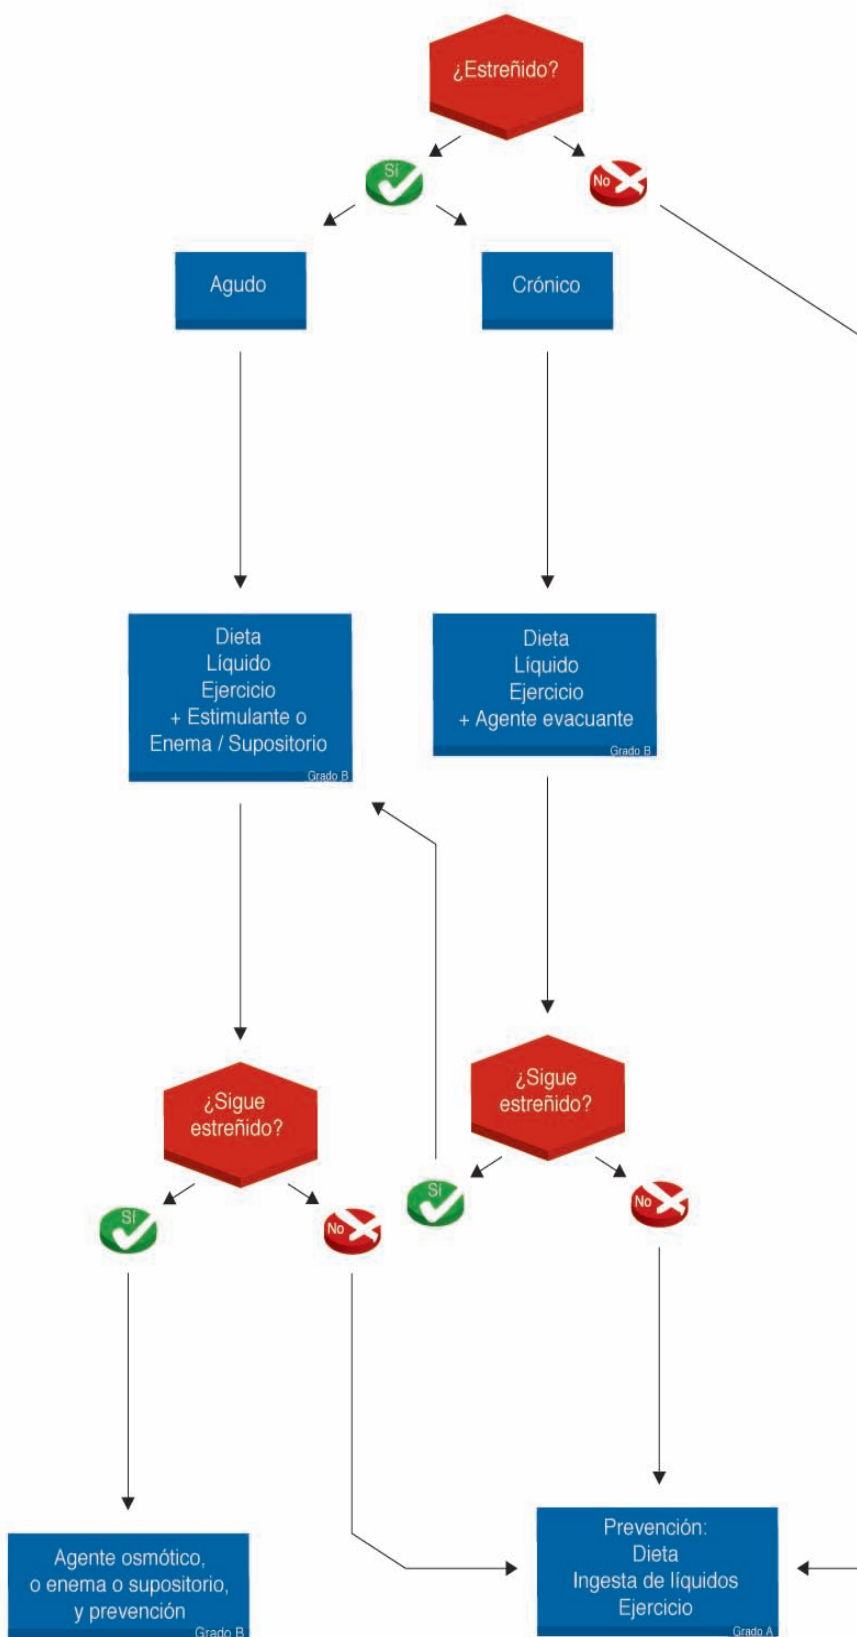 ¿Estreñido?
Sí
No
Agudo
Crónico
Dieta
Líquido
Ejercicio
+ Estimulante o
Enema / Supositorio
Grado B
Dieta
Líquido
Ejercicio
+ Agente evacuante
Grado B
¿Sigue
estreñido?
¿Sigue
estreñido?
Sí
No
Sí
No
Agente osmótico,
o enema o supositorio,
y prevención
Grado B
Prevención:
Dieta
Ingesta de líquidos
Ejercicio
Grado A